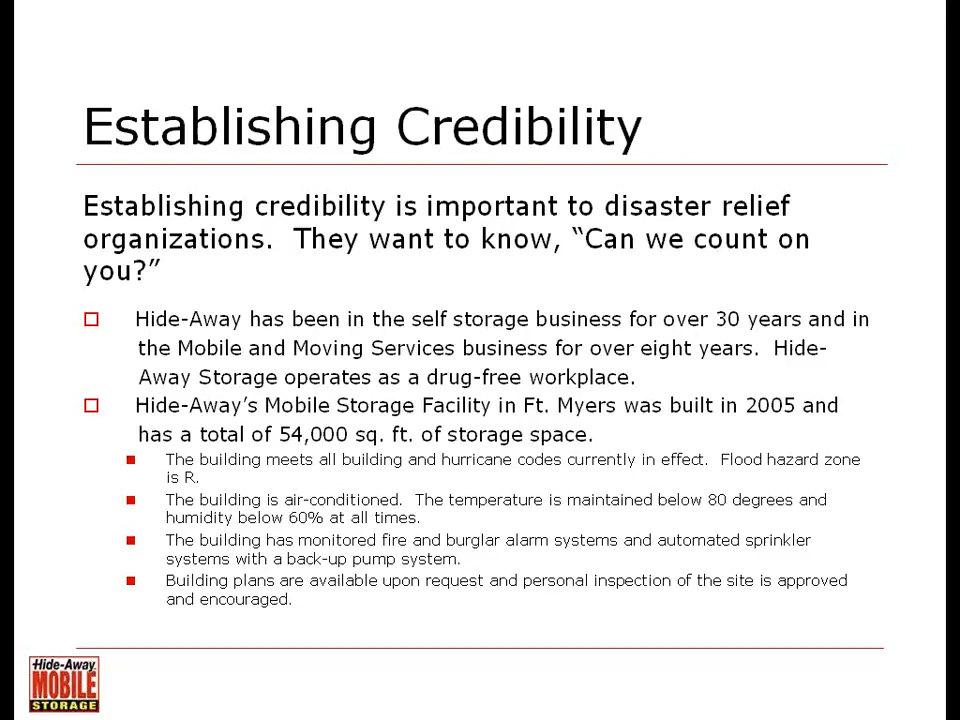 Establishing Credibility
Establishing credibility is important to disaster relief
organizations.  They want to know, “Can we count on
you?”
Hide-Away has been in the self storage business for over 30 years and in
the Mobile and Moving Services business for over eight years.  Hide-
Away Storage operates as a drug-free workplace.
Hide-Away’s Mobile Storage Facility in Ft. Myers was built in 2005 and
has a total of 54,000 sq. ft. of storage space.
The building meets all building and hurricane codes currently in effect.  Flood hazard zone
is R.
The building is air-conditioned.  The temperature is maintained below 80 degrees and
humidity below 60% at all times.
The building has monitored fire and burglar alarm systems and automated sprinkler
systems with a back-up pump system.
Building plans are available upon request and personal inspection of the site is approved
and encouraged.
Hide-Away
MOBILE
STORAGE